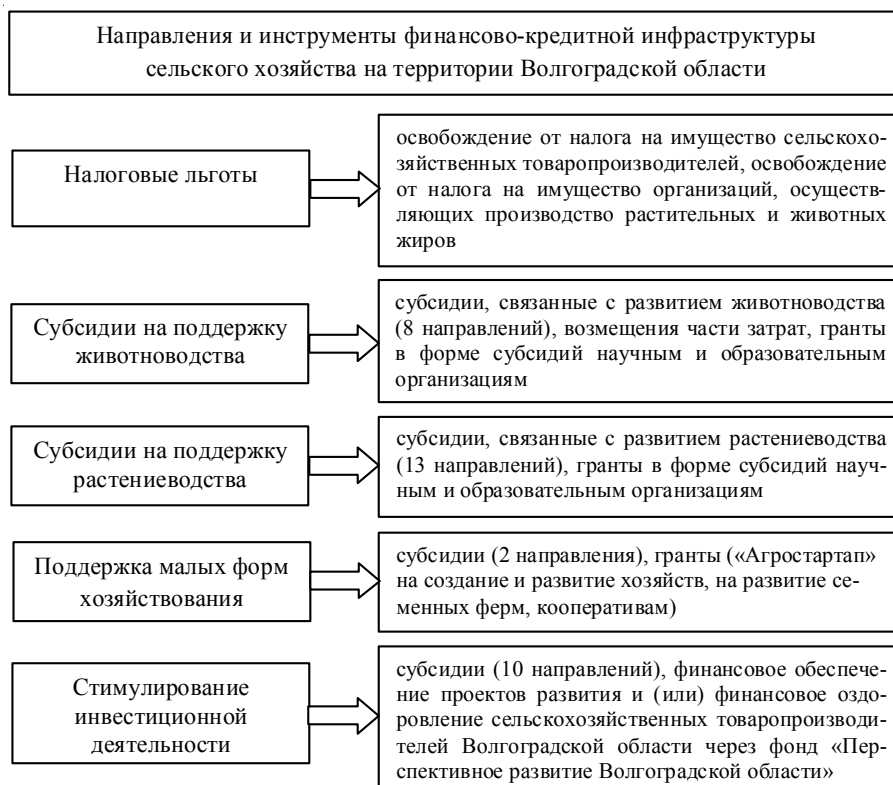 Направления и инструменты финансово-кредитной инфраструктуры
сельского хозяйства на территории Волгоградской области
Налоговые льготы
освобождение от налога на имущество сельскохо-
зяйственных товаропроизводителей, освобождение
от налога на имущество организаций, осуществ-
ляющих производство растительных и животных
жиров
Субсидии на поддержку
животноводства
субсидии, связанные с развитием животноводства
(8 направлений), возмещения части затрат, гранты
в форме субсидий научным и образовательным
организациям
Субсидии на поддержку
растениеводства
субсидии, связанные с развитием растениеводства
(13 направлений), гранты в форме субсидий науч-
ным и образовательным организациям
Поддержка малых форм
хозяйствования
субсидии (2 направления), гранты («Агростартап»
на создание и развитие хозяйств, на развитие се-
менных ферм, кооперативам)
Стимулирование
инвестиционной
деятельности
субсидии (10 направлений), финансовое обеспече-
ние проектов развития и (или) финансовое оздо-
ровление сельскохозяйственных товаропроизводи-
телей Волгоградской области через фонд «Пер-
спективное развитие Волгоградской области»